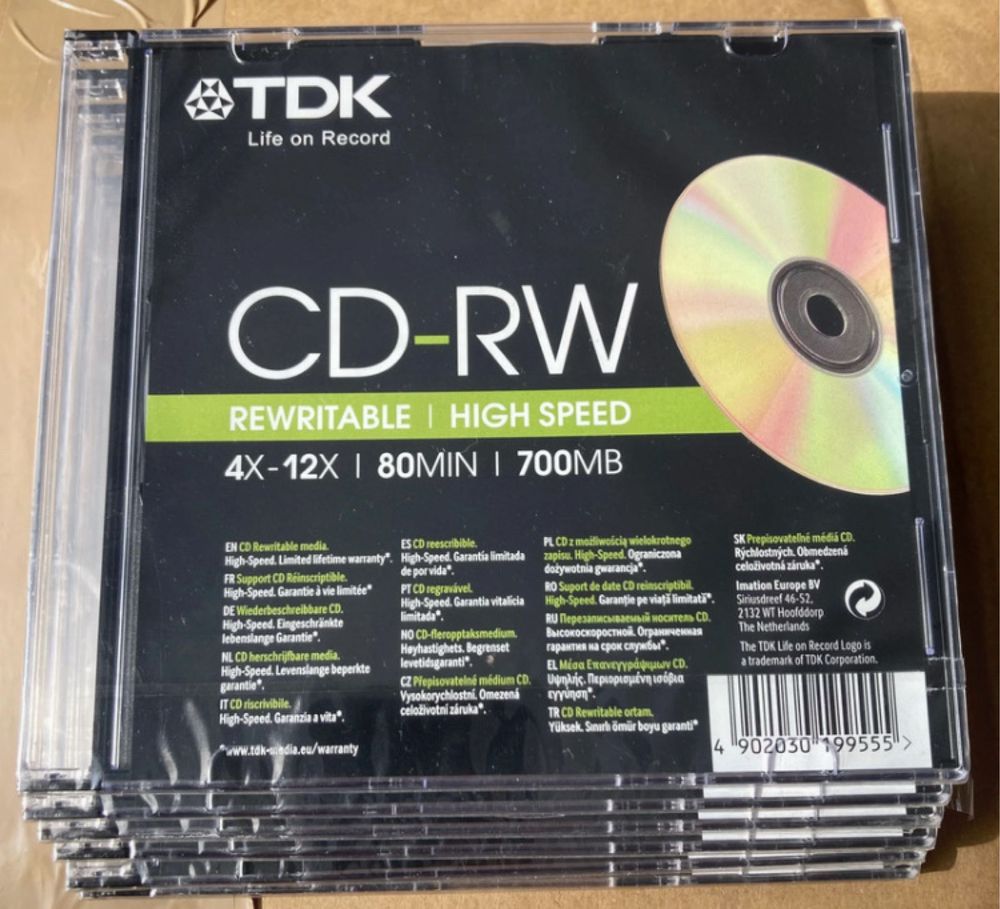 TDK
Life on Record
CD-RW
REWRITABLE | HIGH SPEED
4X-12X | 80MIN | 700MB
EN CD Rewritable media.
High-Speed. Limited lifetime warranty*.
FR Support CD Réinscriptible.
High-Speed. Garantie à vie limitée*
DE Wiederbeschreibbare CD.
High-Speed. Eingeschränkte
lebenslange Garantie*.
NL CD herschrijfbare media.
High-Speed. Levenslange beperkte
garantie*.
IT CD riscrivibile.
High-Speed. Garanzia a vita*.
*www.tdk-media.eu/warranty
ES CD reescribible.
High-Speed. Garantía limitada
de por vida*.
PT CD regravável.
High-Speed. Garantia vitalícia
limitada*.
NO CD-fleropptaksmedium.
Høyhastighets. Begrenset
levetidsgaranti*.
CZ Přepisovatelné médium CD.
Vysokorychlostní. Omezená
celoživotní záruka*.
PL CD z możliwością wielokrotnego
zapisu. High-Speed. Ograniczona
dożywotnia gwarancja*.
RO Suport de date CD reinscriptibil.
High-Speed. Garanție pe viață limitată*.
RU Перезаписываемый носитель CD.
Высокоскоростной. Ограниченная
гарантия на срок службы*.
EL Μέσα Επανεγγράψιμων CD.
Υψηλής. Περιορισμένη ισόβια
εγγύηση*.
TR CD Rewritable ortam.
Yüksek. Sınırlı ömür boyu garanti*
SK Prepisovateľné médiá CD.
Rýchlostných. Obmedzená
celoživotná záruka*.
Imation Europe BV
Siriusdreef 46-52,
2132 WT Hoofddorp
The Netherlands
The TDK Life on Record Logo is
a trademark of TDK Corporation.
4 902030 199555 >